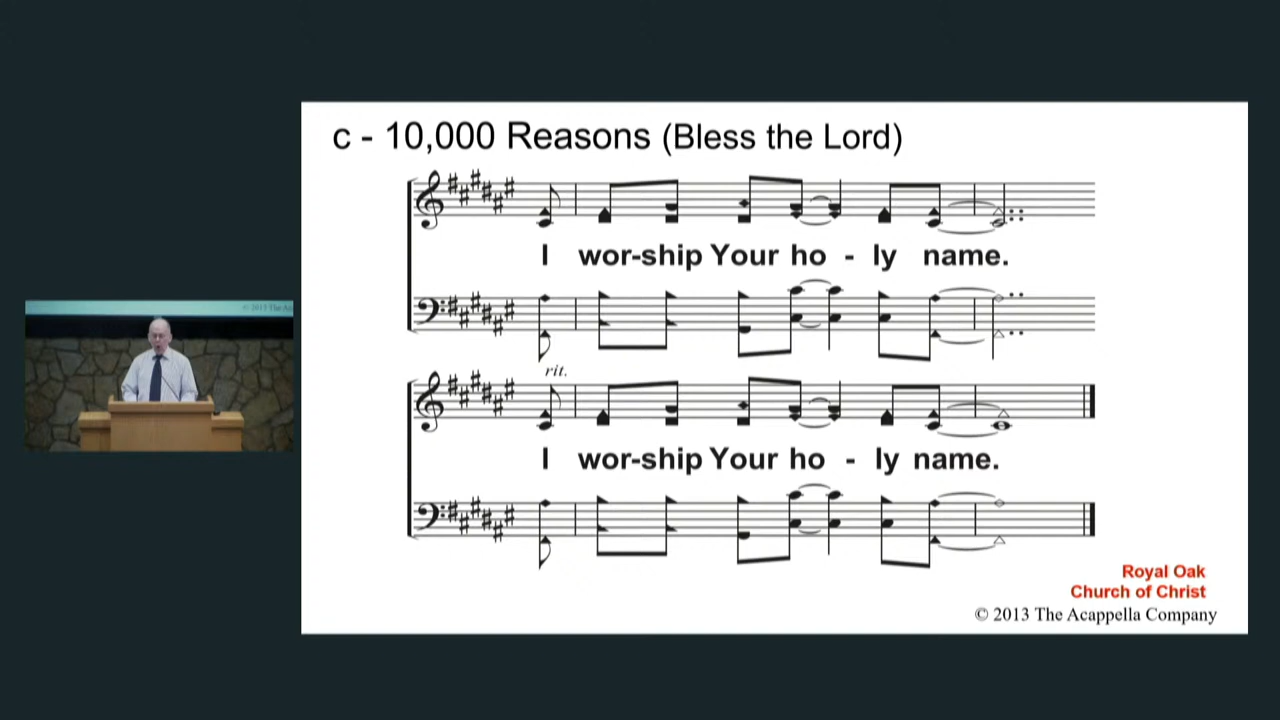 c - 10,000 Reasons (Bless the Lord)
I wor-ship Your ho - ly name.
rit.
I wor-ship Your ho - ly name.
Royal Oak
Church of Christ
© 2013 The Acappella Company